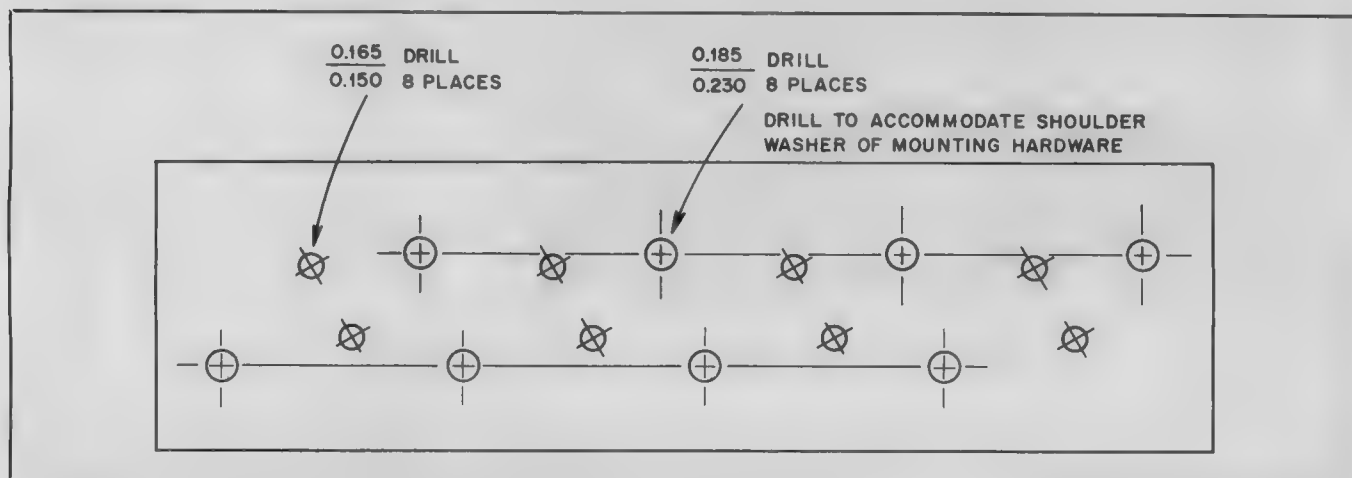 0.165 DRILL
0.150 8 PLACES
0.185 DRILL
0.230 8 PLACES
DRILL TO ACCOMMODATE SHOULDER
WASHER OF MOUNTING HARDWARE